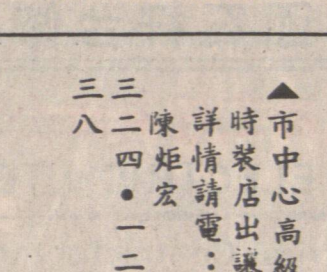 ▲市中心高級
時裝店出讓
詳情請電：
陳炬宏
三二四•一二
三八